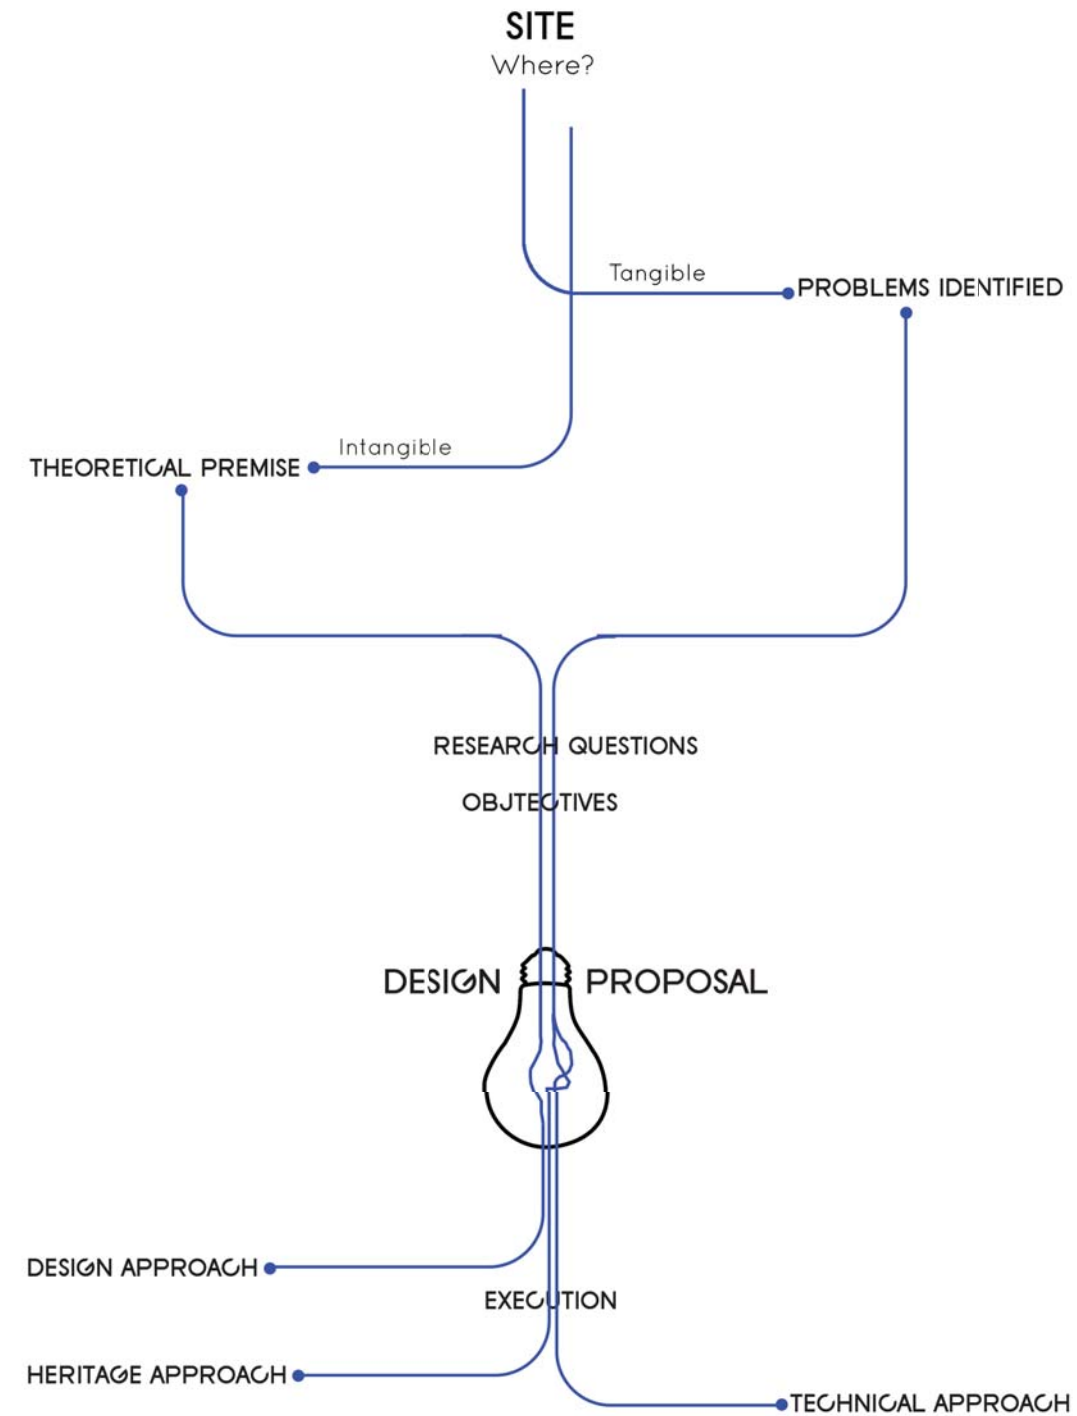 SITE
Where?
Tangible
PROBLEMS IDENTIFIED
Intangible
THEORETICAL PREMISE
RESEARCH QUESTIONS
OBJTECTIVES
DESIGN PROPOSAL
DESIGN APPROACH
EXECUTION
HERITAGE APPROACH
TECHNICAL APPROACH